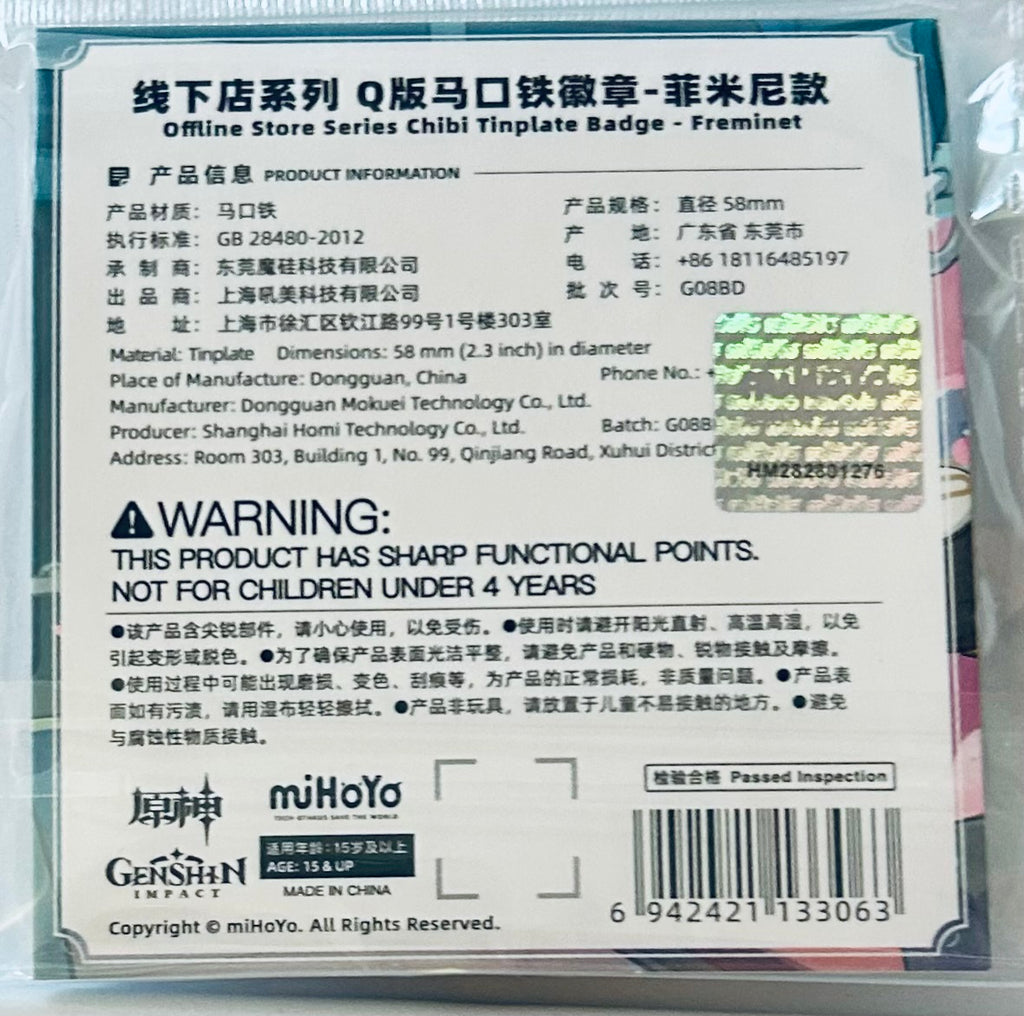 线下店系列 Q版马口铁徽章-菲米尼款
Offline Store Series Chibi Tinplate Badge - Freminet
产品信息 PRODUCT INFORMATION
产品材质： 马口铁 产品规格： 直径 58mm
执行标准： GB 28480-2012 产 地： 广东省 东莞市
承 制 商： 东莞魔硅科技有限公司 电 话： +86 18116485197
出 品 商： 上海吼美科技有限公司 批 次 号： G08BD
地 址： 上海市徐汇区钦江路99号1号楼303室
Material: Tinplate Dimensions: 58 mm (2.3 inch) in diameter
Place of Manufacture: Dongguan, China Phone No.: +
Manufacturer: Dongguan Mokuei Technology Co., Ltd.
Producer: Shanghai Homi Technology Co., Ltd. Batch: G08B
Address: Room 303, Building 1, No. 99, Qinjiang Road, Xuhui District
HM282801276
WARNING:
THIS PRODUCT HAS SHARP FUNCTIONAL POINTS.
NOT FOR CHILDREN UNDER 4 YEARS
●该产品含尖锐部件，请小心使用，以免受伤。●使用时请避开阳光直射、高温高湿，以免
引起变形或脱色。●为了确保产品表面光洁平整，请避免产品和硬物、锐物接触及摩擦。
●使用过程中可能出现磨损、变色、刮痕等，为产品的正常损耗，非质量问题。●产品表
面如有污渍，请用湿布轻轻擦拭。●产品非玩具，请放置于儿童不易接触的地方。●避免
与腐蚀性物质接触。
原神
GENSHIN
IMPACT
miHoYo
TECH OTAKUS SAVE THE WORLD
适用年龄：15岁及以上
AGE: 15 & UP
MADE IN CHINA
检验合格 Passed Inspection
6 942421 133063
Copyright © miHoYo. All Rights Reserved.